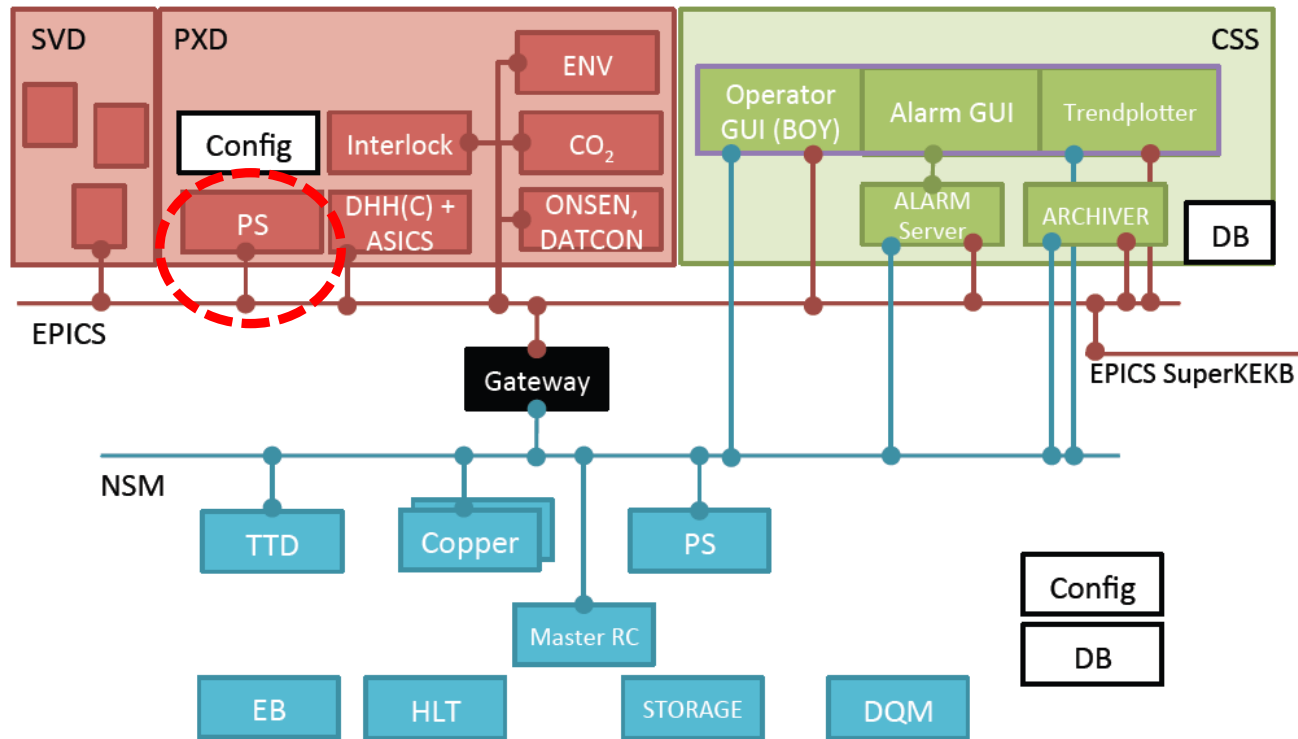 SVD
PXD
CSS
ENV
Config
Interlock
CO₂
PS
DHH(C) +
ASICS
ONSEN,
DATCON
Operator
GUI (BOY)
Alarm GUI
Trendplotter
ALARM
Server
ARCHIVER
DB
EPICS
Gateway
EPICS SuperKEKB
NSM
TTD
Copper
PS
Master RC
Config
DB
EB
HLT
STORAGE
DQM